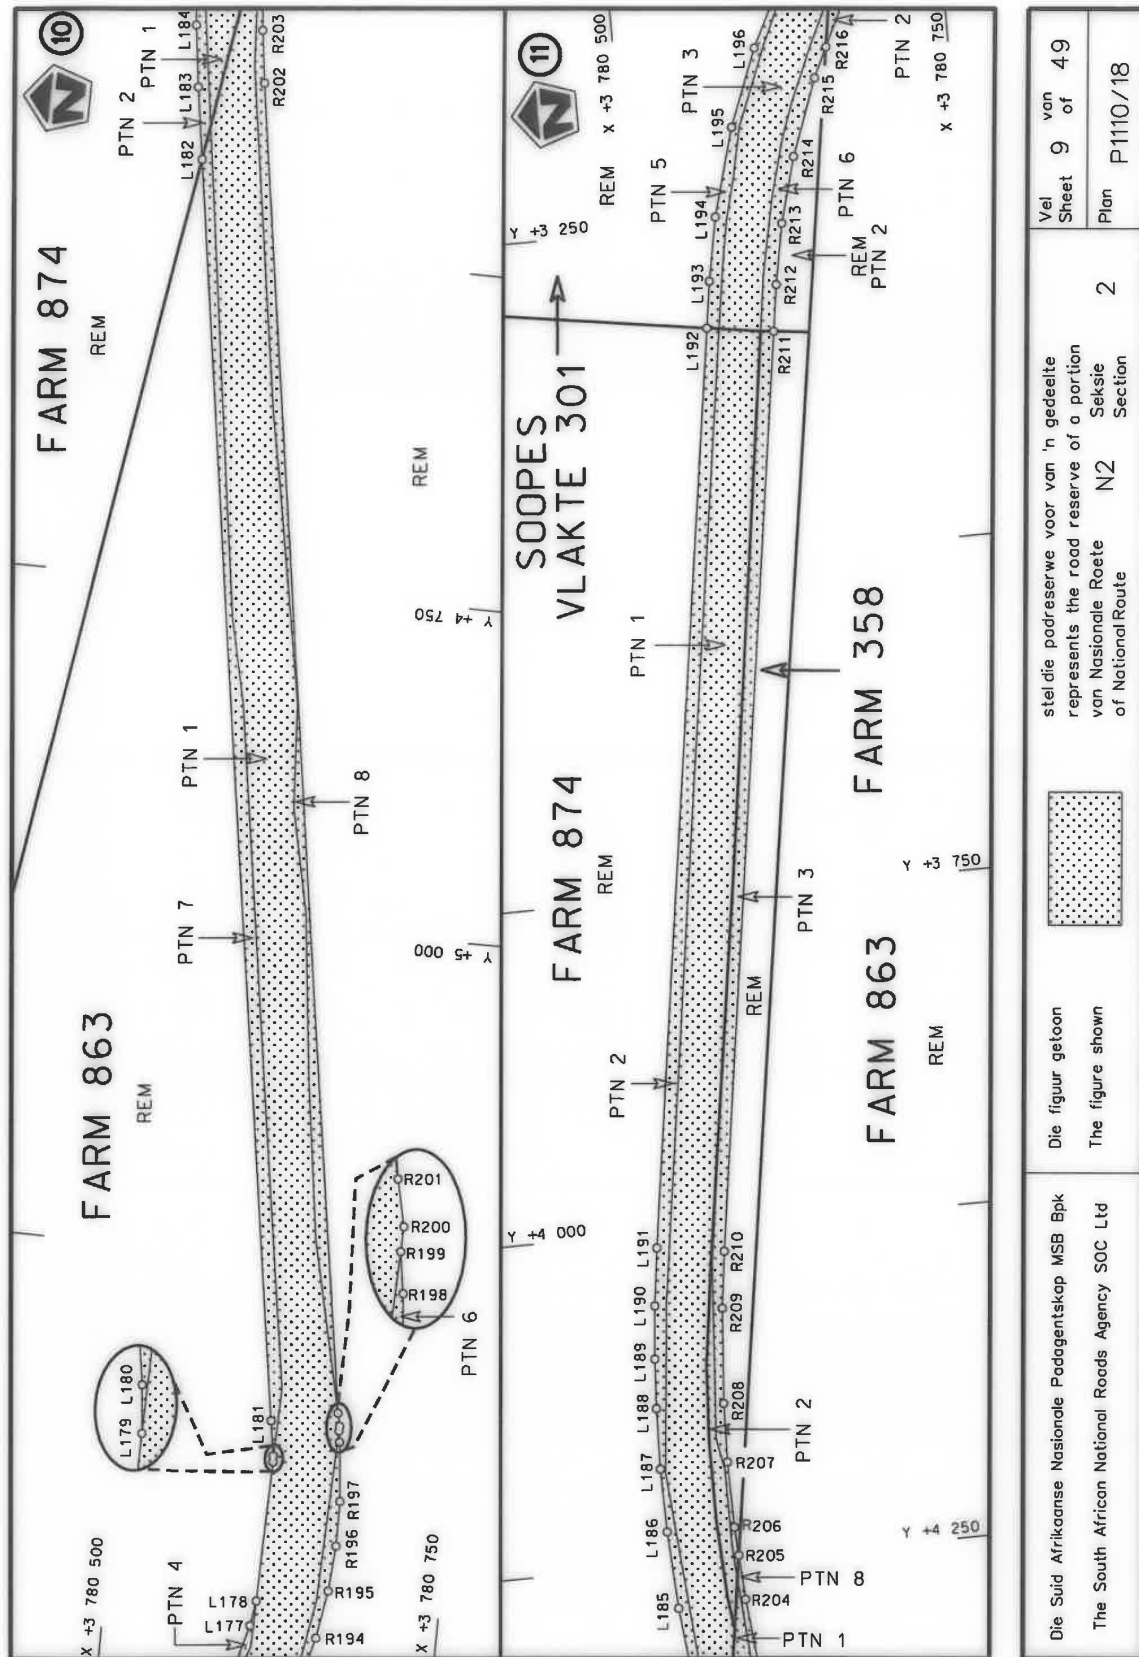 10
N
PTN 1
L184
R203
L183
R202
PTN 2
L182
FARM 874
REM
REM
Y +4 750
PTN 1
PTN 8
PTN 7
Y +5 000
FARM 863
REM
R201
R200
R199
R198
PTN 6
L180
L179
L181
R197
R196
R195
R194
PTN 4
L178
L177
X +3 780 500
X +3 780 750
11
N
X +3 780 500
REM
L196
PTN 3
PTN 2
R216
R215
X +3 780 750
L195
R214
PTN 5
PTN 6
L194
R213
Y +3 250
L193
R212
REM
PTN 2
L192
R211
SOOPES
VLAKTE 301
PTN 1
FARM 358
FARM 874
REM
Y +3 750
PTN 3
FARM 863
REM
REM
PTN 2
Y +4 000
L191
R210
L190
R209
L189
L188
R208
PTN 2
L187
R207
L186
R206
Y +4 250
R205
PTN 8
L185
R204
PTN 1
Die Suid Afrikaanse Nasionale Padagentskap MSB Bpk
The South African National Roads Agency SOC Ltd
Die figuur getoon
The figure shown
stel die padreserwe voor van 'n gedeelte
represents the road reserve of a portion
van Nasionale Roete N2 Seksie 2
of National Route Section
Vel 9 van 49
Sheet of
Plan P1110/18